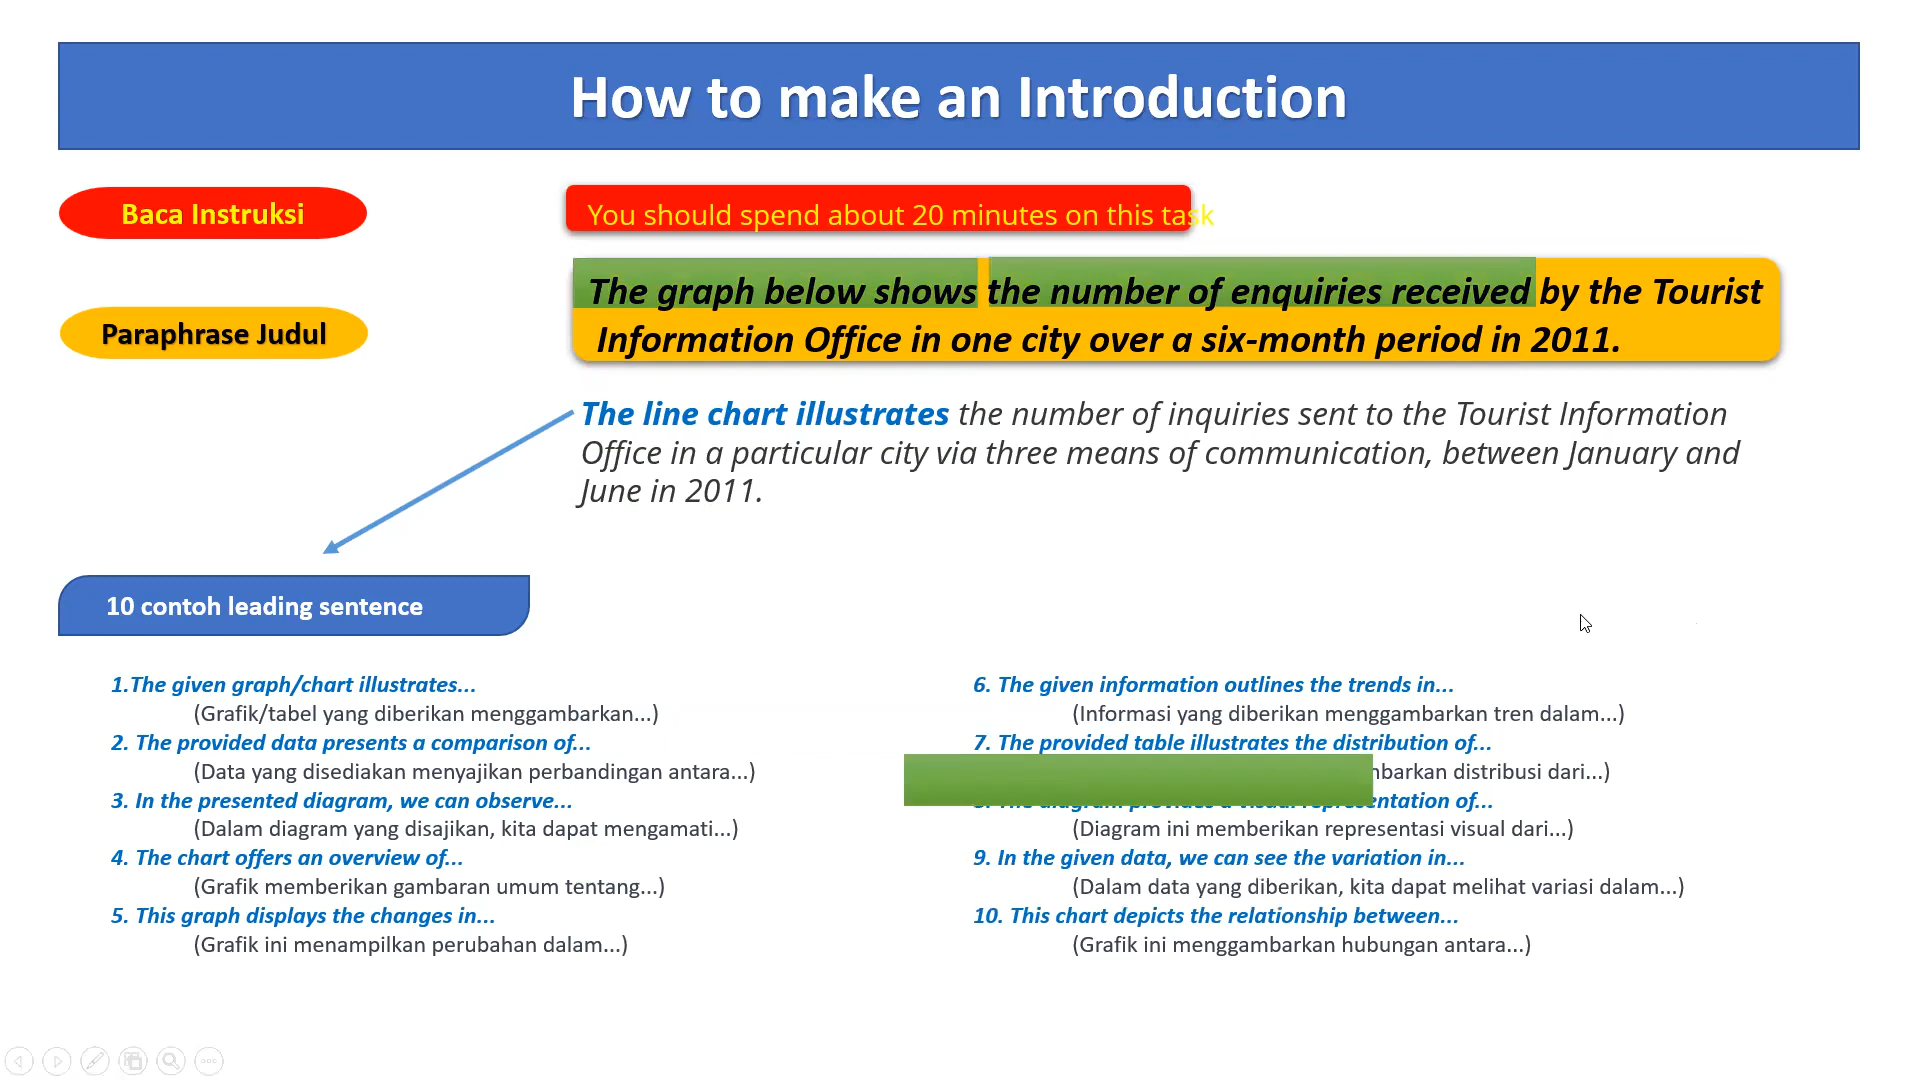 How to make an Introduction
Baca Instruksi
You should spend about 20 minutes on this task
Paraphrase Judul
The graph below shows the number of enquiries received by the Tourist
Information Office in one city over a six-month period in 2011.
The line chart illustrates the number of inquiries sent to the Tourist Information
Office in a particular city via three means of communication, between January and
June in 2011.
10 contoh leading sentence
1.The given graph/chart illustrates...
(Grafik/tabel yang diberikan menggambarkan...)
2. The provided data presents a comparison of...
(Data yang disediakan menyajikan perbandingan antara...)
3. In the presented diagram, we can observe...
(Dalam diagram yang disajikan, kita dapat mengamati...)
4. The chart offers an overview of...
(Grafik memberikan gambaran umum tentang...)
5. This graph displays the changes in...
(Grafik ini menampilkan perubahan dalam...)
6. The given information outlines the trends in...
(Informasi yang diberikan menggambarkan tren dalam...)
7. The provided table illustrates the distribution of...
distribusi dari...)
of...
(Diagram ini memberikan representasi visual dari...)
9. In the given data, we can see the variation in...
(Dalam data yang diberikan, kita dapat melihat variasi dalam...)
10. This chart depicts the relationship between...
(Grafik ini menggambarkan hubungan antara...)